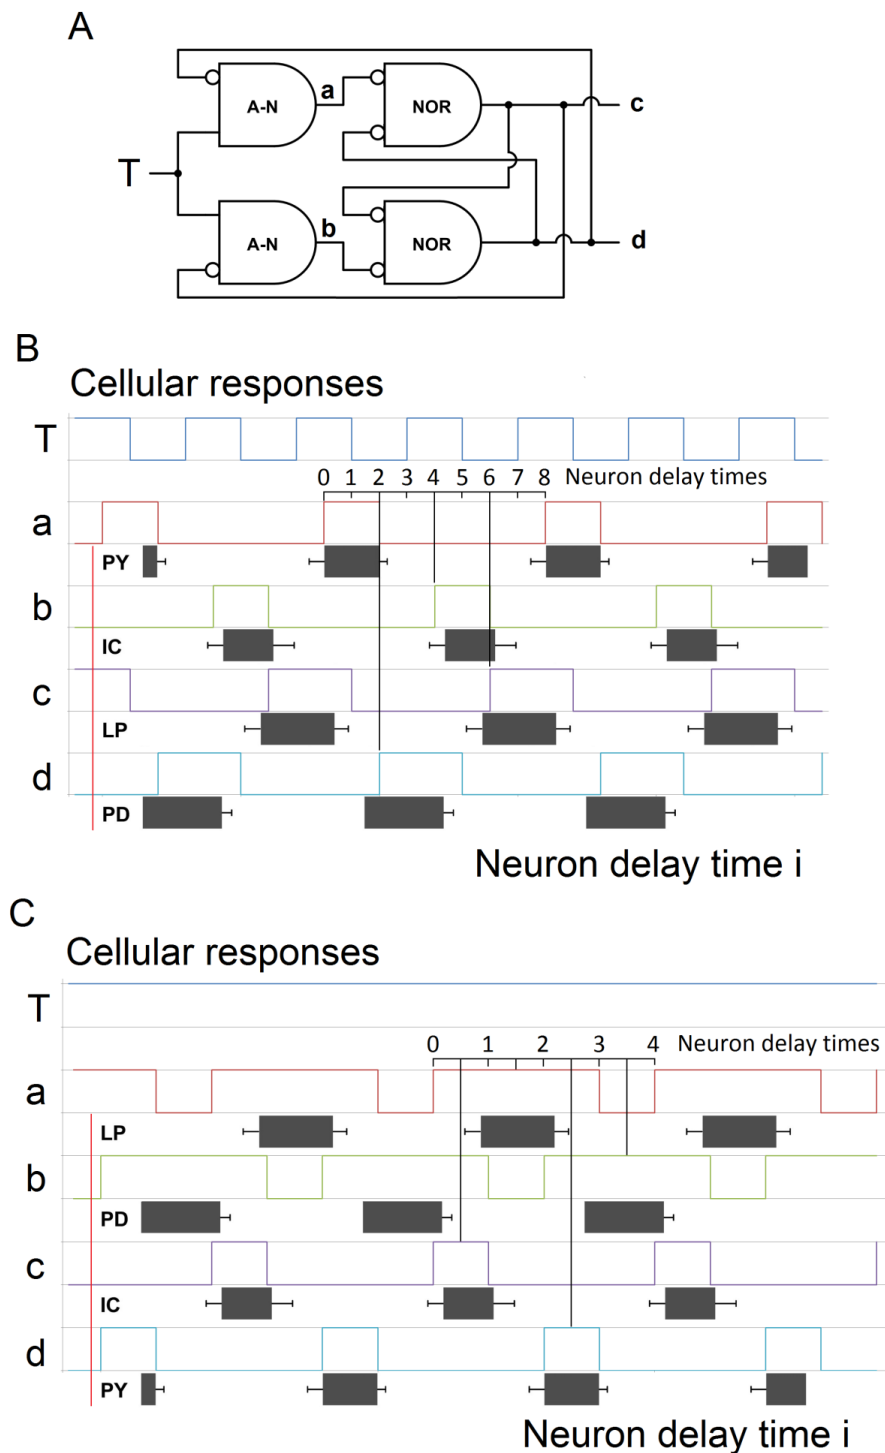 A
A-N a NOR c
T
A-N b NOR d
B
Cellular responses
T
0 1 2 3 4 5 6 7 8 Neuron delay times
a
PY
b
IC
c
LP
d
PD
Neuron delay time i
C
Cellular responses
T
0 1 2 3 4 Neuron delay times
a
LP
b
PD
c
IC
d
PY
Neuron delay time i